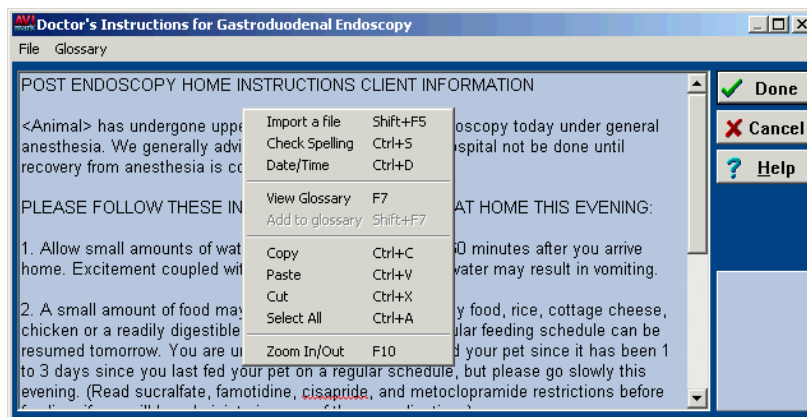 AVI mark Doctor's Instructions for Gastroduodenal Endoscopy
File Glossary
POST ENDOSCOPY HOME INSTRUCTIONS CLIENT INFORMATION
<Animal> has undergone uppe oscopy today under general
anesthesia. We generally advi spital not be done until
recovery from anesthesia is co
PLEASE FOLLOW THESE IN AT HOME THIS EVENING:
1. Allow small amounts of wat 0 minutes after you arrive
home. Excitement coupled wit water may result in vomiting.
2. A small amount of food may y food, rice, cottage cheese,
chicken or a readily digestible ular feeding schedule can be
resumed tomorrow. You are u d your pet since it has been 1
to 3 days since you last fed your pet on a regular schedule, but please go slowly this
evening. (Read sucralfate, famotidine, cisapride, and metoclopramide restrictions before
Import a file Shift+F5
Check Spelling Ctrl+S
Date/Time Ctrl+D
View Glossary F7
Add to glossary Shift+F7
Copy Ctrl+C
Paste Ctrl+V
Cut Ctrl+X
Select All Ctrl+A
Zoom In/Out F10
Done
Cancel
Help